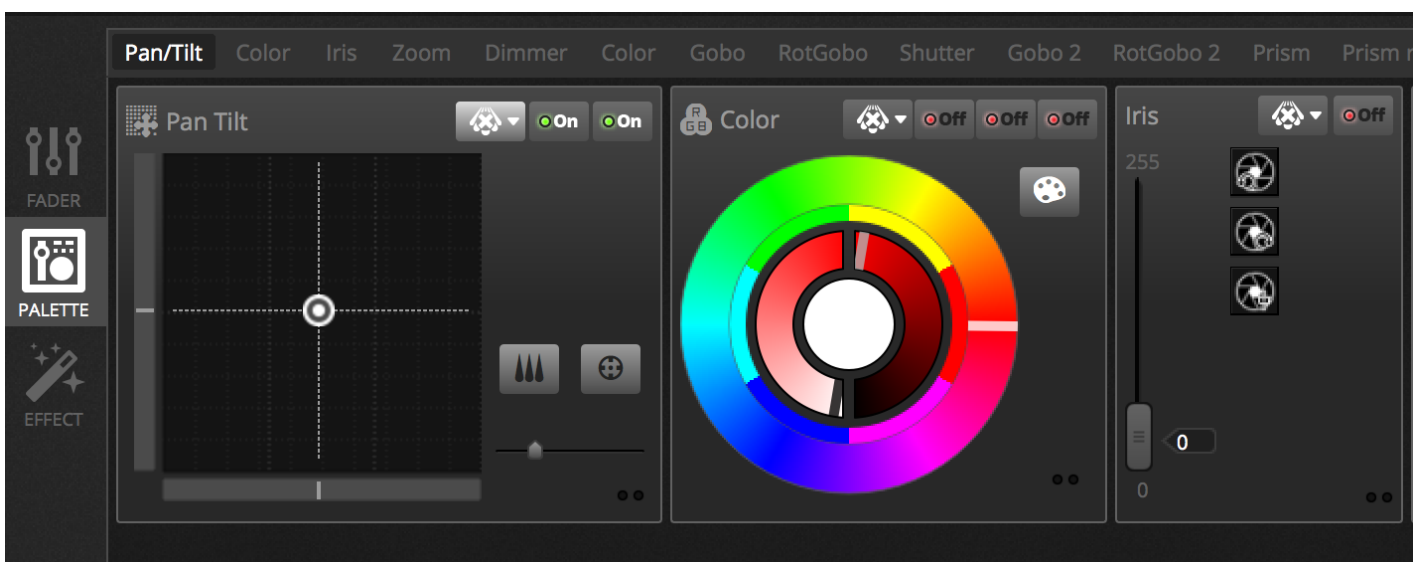 Pan/Tilt Color Iris Zoom Dimmer Color Gobo RotGobo Shutter Gobo 2 RotGobo 2 Prism Prism r
FADER
PALETTE
EFFECT
Pan Tilt On On
RGB Color Off Off Off
Iris Off
255
0
0